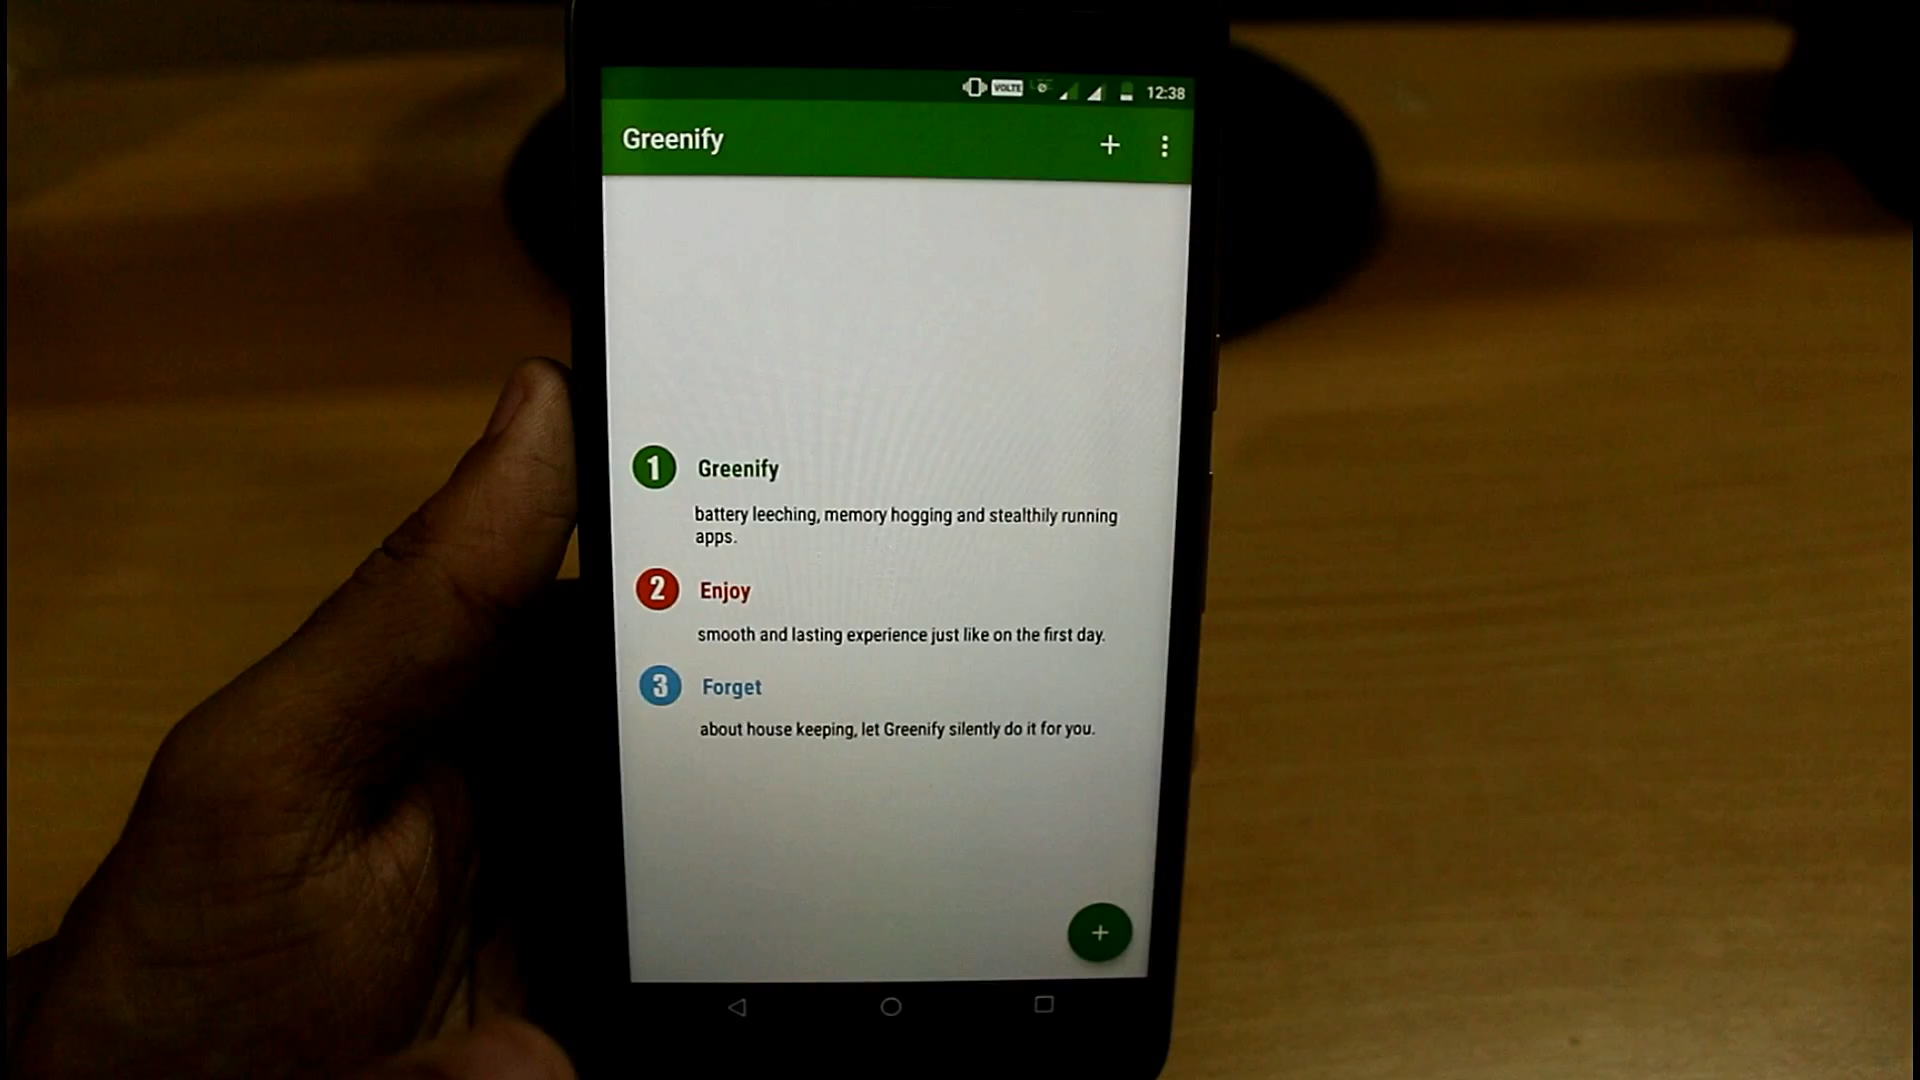 VOLTE 12:38
Greenify
1 Greenify
battery leeching, memory hogging and stealthily running
apps.
2 Enjoy
smooth and lasting experience just like on the first day.
3 Forget
about house keeping, let Greenify silently do it for you.